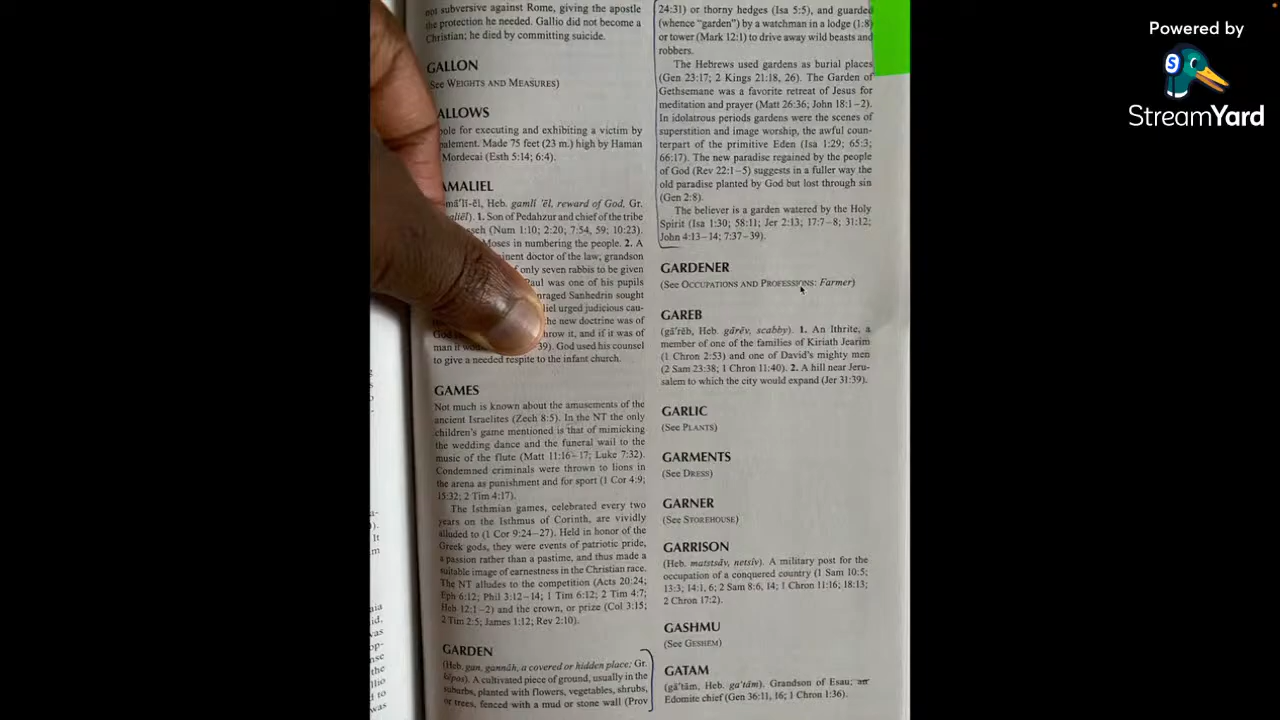 not subversive against Rome, giving the apostle
the protection he needed. Gallio did not become a
Christian; he died by committing suicide.
GALLON
(See WEIGHTS AND MEASURES)
ALLOWS
pole for executing and exhibiting a victim by
palement. Made 75 feet (23 m.) high by Haman
Mordecai (Esth 5:14; 6:4).
AMALIEL
mā'lĭ-ēl, Heb. gamlî 'ēl, reward of God, Gr.
1. Son of Pedahzur and chief of the tribe
seh (Num 1:10; 2:20; 7:54, 59; 10:23).
Moses in numbering the people. 2. A
inent doctor of the law; grandson
of only seven rabbis to be given
Paul was one of his pupils
nraged Sanhedrin sought
liel urged judicious cau-
he new doctrine was of
God throw it, and if it was of
man it wou 39). God used his counsel
to give a needed respite to the infant church.
GAMES
Not much is known about the amusements of the
ancient Israelites (Zech 8:5). In the NT the only
children's game mentioned is that of mimicking
the wedding dance and the funeral wail to the
music of the flute (Matt 11:16–17; Luke 7:32).
Condemned criminals were thrown to lions in
the arena as punishment and for sport (1 Cor 4:9;
15:32; 2 Tim 4:17).
The Isthmian games, celebrated every two
years on the Isthmus of Corinth, are vividly
alluded to (1 Cor 9:24–27). Held in honor of the
Greek gods, they were events of patriotic pride,
a passion rather than a pastime, and thus made a
suitable image of earnestness in the Christian race.
The NT alludes to the competition (Acts 20:24;
Eph 6:12; Phil 3:12–14; 1 Tim 6:12; 2 Tim 4:7;
Heb 12:1–2) and the crown, or prize (Col 3:15;
2 Tim 2:5; James 1:12; Rev 2:10).
GARDEN
(Heb. gan, gannâh, a covered or hidden place; Gr.
kēpos). A cultivated piece of ground, usually in the
suburbs, planted with flowers, vegetables, shrubs,
or trees, fenced with a mud or stone wall (Prov
24:31) or thorny hedges (Isa 5:5), and guarded
(whence "garden") by a watchman in a lodge (1:8)
or tower (Mark 12:1) to drive away wild beasts and
robbers.
The Hebrews used gardens as burial places
(Gen 23:17; 2 Kings 21:18, 26). The Garden of
Gethsemane was a favorite retreat of Jesus for
meditation and prayer (Matt 26:36; John 18:1–2).
In idolatrous periods gardens were the scenes of
superstition and image worship, the awful coun-
terpart of the primitive Eden (Isa 1:29; 65:3;
66:17). The new paradise regained by the people
of God (Rev 22:1–5) suggests in a fuller way the
old paradise planted by God but lost through sin
(Gen 2:8).
The believer is a garden watered by the Holy
Spirit (Isa 1:30; 58:11; Jer 2:13; 17:7–8; 31:12;
John 4:13–14; 7:37–39).
GARDENER
(See OCCUPATIONS AND PROFESSIONS: Farmer)
GAREB
(gâ'rĕb, Heb. gārēv, scabby). 1. An Ithrite, a
member of one of the families of Kiriath Jearim
(1 Chron 2:53) and one of David's mighty men
(2 Sam 23:38; 1 Chron 11:40). 2. A hill near Jeru-
salem to which the city would expand (Jer 31:39).
GARLIC
(See PLANTS)
GARMENTS
(See DRESS)
GARNER
(See STOREHOUSE)
GARRISON
(Heb. matstsāv, netsîv). A military post for the
occupation of a conquered country (1 Sam 10:5;
13:3; 14:1, 6; 2 Sam 8:6, 14; 1 Chron 11:16; 18:13;
2 Chron 17:2).
GASHMU
(See GESHEM)
GATAM
(gā'tăm, Heb. ga'tām). Grandson of Esau; an
Edomite chief (Gen 36:11, 16; 1 Chron 1:36).
Powered by
S
StreamYard